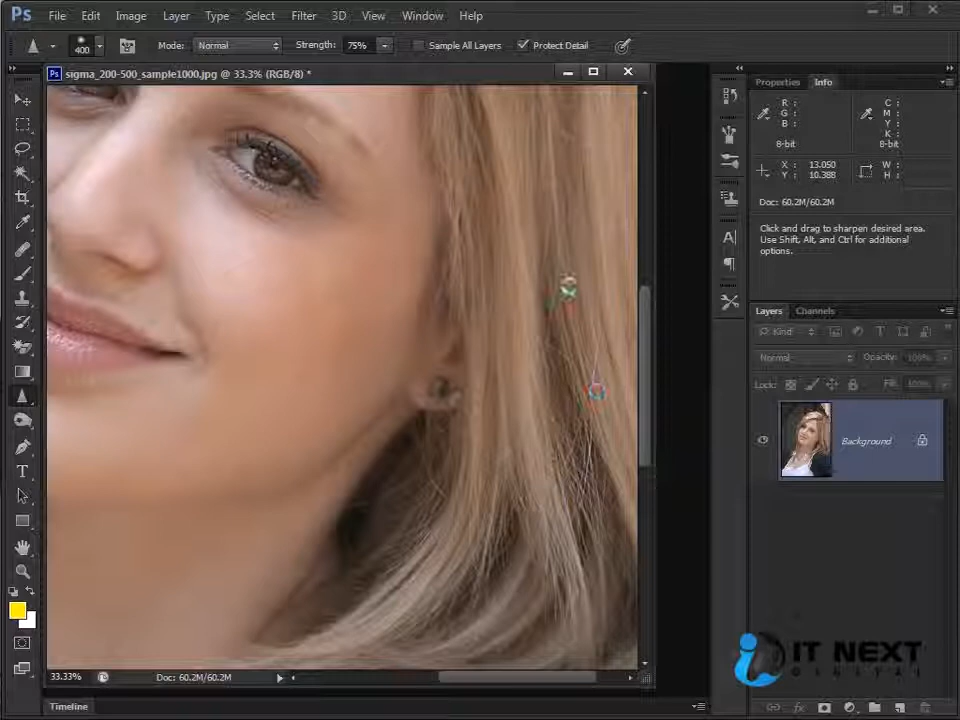 Ps File Edit Image Layer Type Select Filter 3D View Window Help
400 Mode: Normal Strength: 75% Sample All Layers Protect Detail
Ps sigma_200-500_sample1000.jpg @ 33.3% (RGB/8) *
Properties Info
R : C :
G : M :
B : Y :
K :
8-bit 8-bit
X : 13.050 W :
Y : 10.388 H :
Doc: 60.2M/60.2M
Click and drag to sharpen desired area.
Use Shift, Alt, and Ctrl for additional
options.
Layers Channels
Kind
Normal Opacity: 100%
Lock: Fill: 100%
Background
IT NEXT
DIGITAL
33.33% Doc: 60.2M/60.2M
Timeline